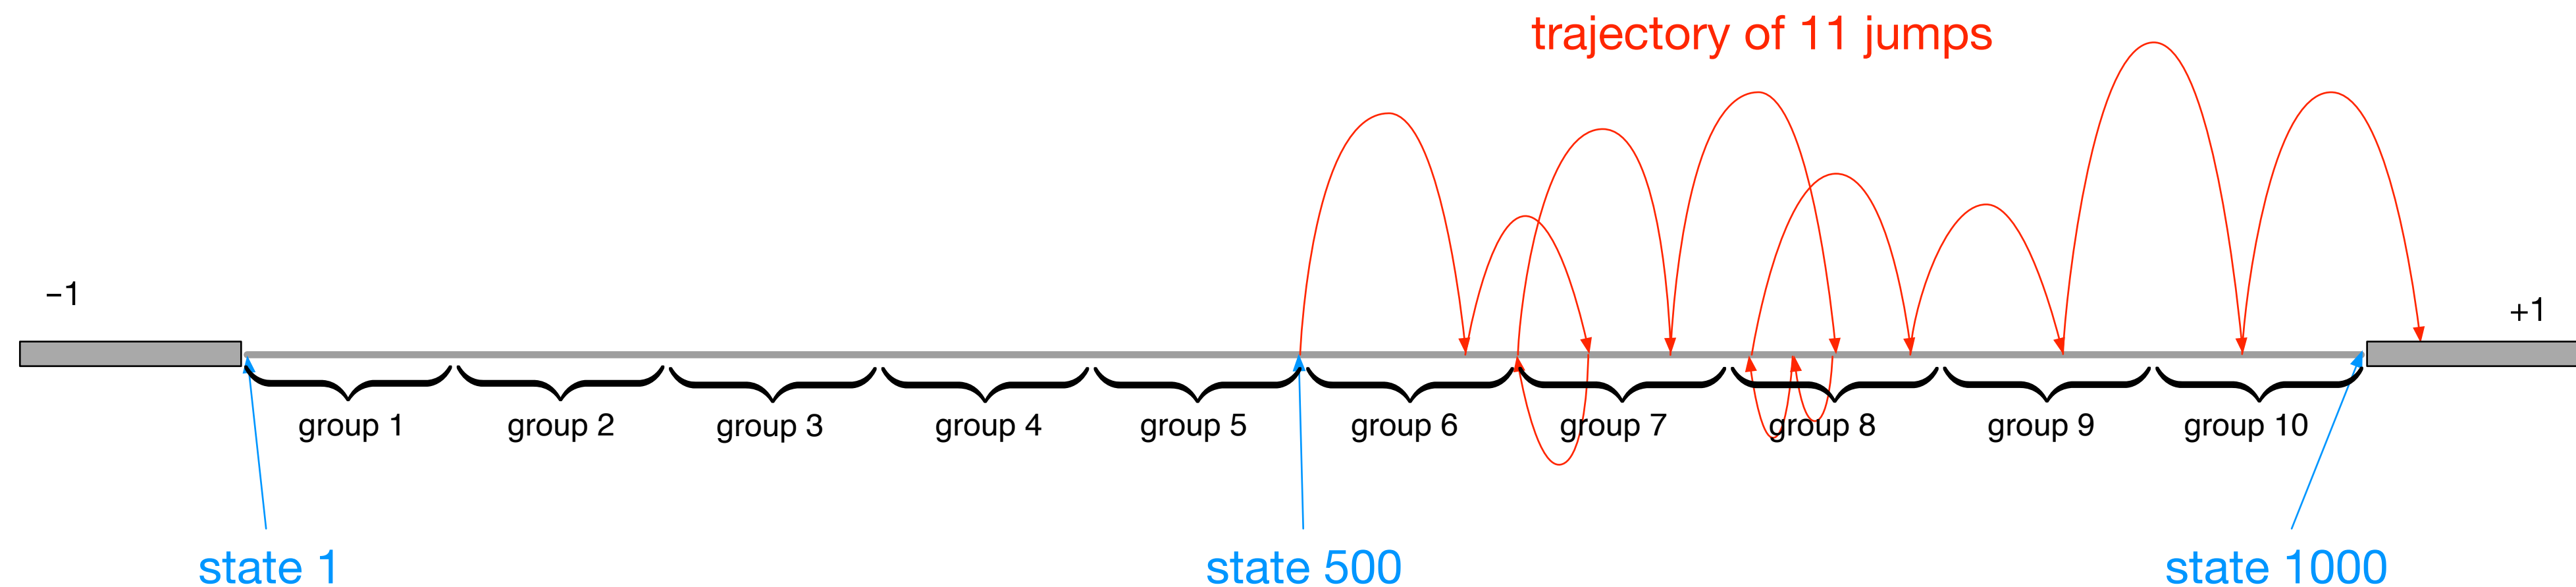 trajectory of 11 jumps
−1
+1
group 1
group 2
group 3
group 4
group 5
group 6
group 7
group 8
group 9
group 10
state 1
state 500
state 1000